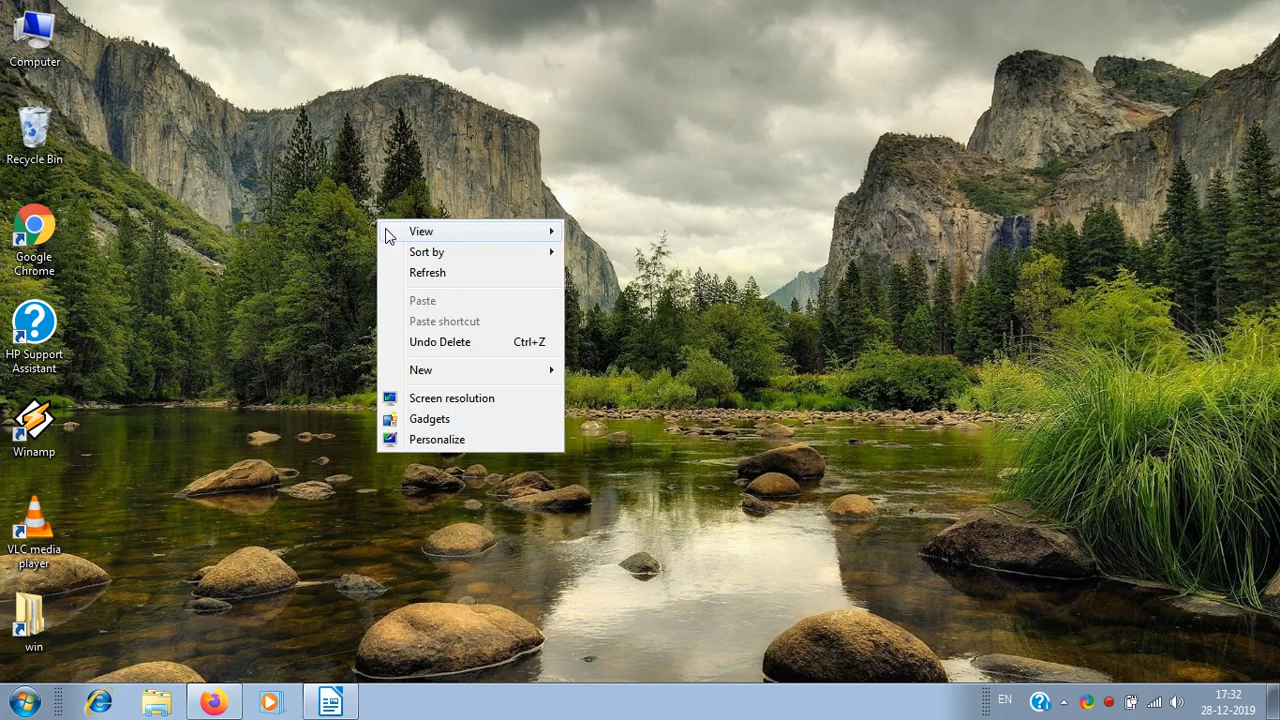 Computer
Recycle Bin
Google
Chrome
HP Support
Assistant
Winamp
VLC media
player
win
View
Sort by
Refresh
Paste
Paste shortcut
Undo Delete Ctrl+Z
New
Screen resolution
Gadgets
Personalize
EN
17:32
28-12-2019